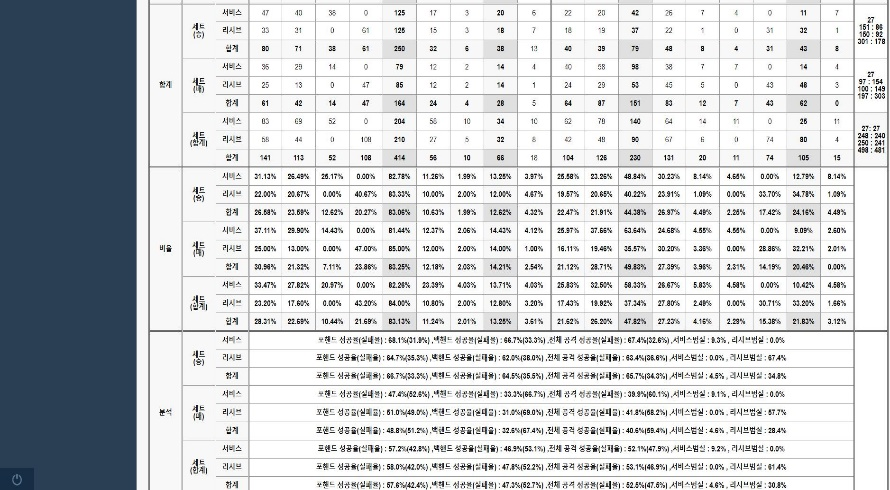 서비스 47 40 38 0 125 17 3 20 6 22 20 42 26 7 4 0 11 7
세트 (승) 리시브 33 31 0 61 125 15 3 18 7 18 19 37 22 1 0 31 32 1
합계 80 71 38 61 250 32 6 38 13 40 39 79 48 8 4 31 43 8
27
151 : 86
150 : 92
301 : 178
서비스 36 29 14 0 79 12 2 14 4 40 58 98 38 7 7 0 14 4
합계 세트 (패) 리시브 25 13 0 47 85 12 2 14 1 24 29 53 45 5 0 43 48 3
합계 61 42 14 47 164 24 4 28 5 64 87 151 83 12 7 43 62 0
27
97 : 154
100 : 149
197 : 303
서비스 83 69 52 0 204 56 10 34 10 62 78 140 64 14 11 0 25 11
세트 (합계) 리시브 58 44 0 108 210 27 5 32 8 42 48 90 67 6 0 74 80 4
합계 141 113 52 108 414 56 10 66 18 104 126 230 131 20 11 74 105 15
27: 27
248 : 240
250 : 241
498 : 481
서비스 31.13% 26.49% 25.17% 0.00% 82.78% 11.26% 1.99% 13.25% 3.97% 25.58% 23.26% 48.84% 30.23% 8.14% 4.65% 0.00% 12.79% 8.14%
세트 (승) 리시브 22.00% 20.67% 0.00% 40.67% 83.33% 10.00% 2.00% 12.00% 4.67% 19.57% 20.65% 40.22% 23.91% 1.09% 0.00% 33.70% 34.78% 1.09%
합계 26.58% 23.59% 12.62% 20.27% 83.06% 10.63% 1.99% 12.62% 4.32% 22.47% 21.91% 44.38% 26.97% 4.49% 2.25% 17.42% 24.16% 4.49%
서비스 37.11% 29.90% 14.43% 0.00% 81.44% 12.37% 2.06% 14.43% 4.12% 25.97% 37.66% 63.64% 24.68% 4.55% 4.55% 0.00% 9.09% 2.60%
비율 세트 (패) 리시브 25.00% 13.00% 0.00% 47.00% 85.00% 12.00% 2.00% 14.00% 1.00% 16.11% 19.46% 35.57% 30.20% 3.36% 0.00% 28.86% 32.21% 2.01%
합계 30.96% 21.32% 7.11% 23.86% 83.25% 12.18% 2.03% 14.21% 2.54% 21.12% 28.71% 49.83% 27.39% 3.96% 2.31% 14.19% 20.46% 0.00%
서비스 33.47% 27.82% 20.97% 0.00% 82.26% 23.39% 4.03% 13.71% 4.03% 25.83% 32.50% 58.33% 26.67% 5.83% 4.58% 0.00% 10.42% 4.58%
세트 (합계) 리시브 23.20% 17.60% 0.00% 43.20% 84.00% 10.80% 2.00% 12.80% 3.20% 17.43% 19.92% 37.34% 27.80% 2.49% 0.00% 30.71% 33.20% 1.66%
합계 28.31% 22.69% 10.44% 21.69% 83.13% 11.24% 2.01% 13.25% 3.61% 21.62% 26.20% 47.82% 27.23% 4.16% 2.29% 15.38% 21.83% 3.12%
서비스 포핸드 성공율(실패율) : 68.1%(31.9%) ,백핸드 성공율(실패율) : 66.7%(33.3%) ,전체 공격 성공율(실패율) : 67.4%(32.6%) ,서비스범실 : 9.3% , 리시브범실 : 0.0%
세트 (승) 리시브 포핸드 성공율(실패율) : 64.7%(35.3%) ,백핸드 성공율(실패율) : 62.0%(38.0%) ,전체 공격 성공율(실패율) : 63.4%(36.6%) ,서비스범실 : 0.0% , 리시브범실 : 67.4%
합계 포핸드 성공율(실패율) : 66.7%(33.3%) ,백핸드 성공율(실패율) : 64.5%(35.5%) ,전체 공격 성공율(실패율) : 65.7%(34.3%) ,서비스범실 : 4.5% , 리시브범실 : 34.8%
서비스 포핸드 성공율(실패율) : 47.4%(52.6%) ,백핸드 성공율(실패율) : 33.3%(66.7%) ,전체 공격 성공율(실패율) : 39.9%(60.1%) ,서비스범실 : 9.1% , 리시브범실 : 0.0%
분석 세트 (패) 리시브 포핸드 성공율(실패율) : 51.0%(49.0%) ,백핸드 성공율(실패율) : 31.0%(69.0%) ,전체 공격 성공율(실패율) : 41.8%(58.2%) ,서비스범실 : 0.0% , 리시브범실 : 57.7%
합계 포핸드 성공율(실패율) : 48.8%(51.2%) ,백핸드 성공율(실패율) : 32.6%(67.4%) ,전체 공격 성공율(실패율) : 40.6%(59.4%) ,서비스범실 : 4.6% , 리시브범실 : 28.4%
서비스 포핸드 성공율(실패율) : 57.2%(42.8%) ,백핸드 성공율(실패율) : 46.9%(53.1%) ,전체 공격 성공율(실패율) : 52.1%(47.9%) ,서비스범실 : 9.2% , 리시브범실 : 0.0%
세트 (합계) 리시브 포핸드 성공율(실패율) : 58.0%(42.0%) ,백핸드 성공율(실패율) : 47.8%(52.2%) ,전체 공격 성공율(실패율) : 53.1%(46.9%) ,서비스범실 : 0.0% , 리시브범실 : 61.4%
합계 포핸드 성공율(실패율) : 57.6%(42.4%) ,백핸드 성공율(실패율) : 47.3%(52.7%) ,전체 공격 성공율(실패율) : 52.5%(47.5%) ,서비스범실 : 4.6% , 리시브범실 : 30.8%